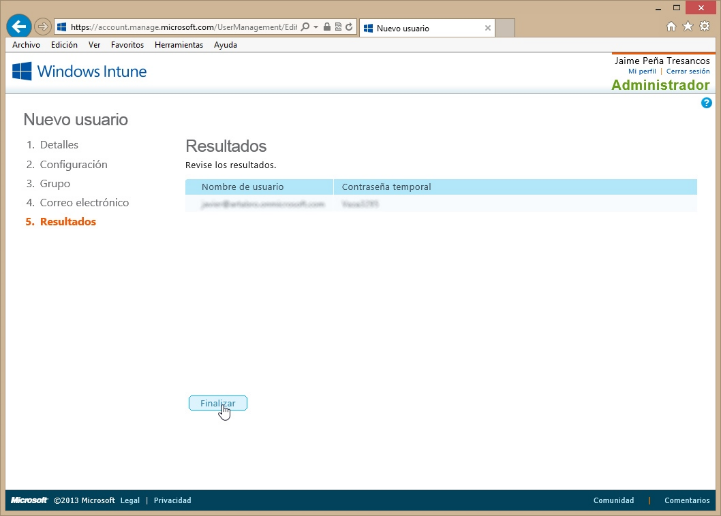 https://account.manage.microsoft.com/UserManagement/Edi
Nuevo usuario
Archivo Edición Ver Favoritos Herramientas Ayuda
Windows Intune
Jaime Peña Tresancos
Mi perfil | Cerrar sesión
Administrador
?
Nuevo usuario
1. Detalles
2. Configuración
3. Grupo
4. Correo electrónico
5. Resultados
Resultados
Revise los resultados.
Nombre de usuario Contraseña temporal
Finalizar
Microsoft ©2013 Microsoft Legal | Privacidad
Comunidad | Comentarios